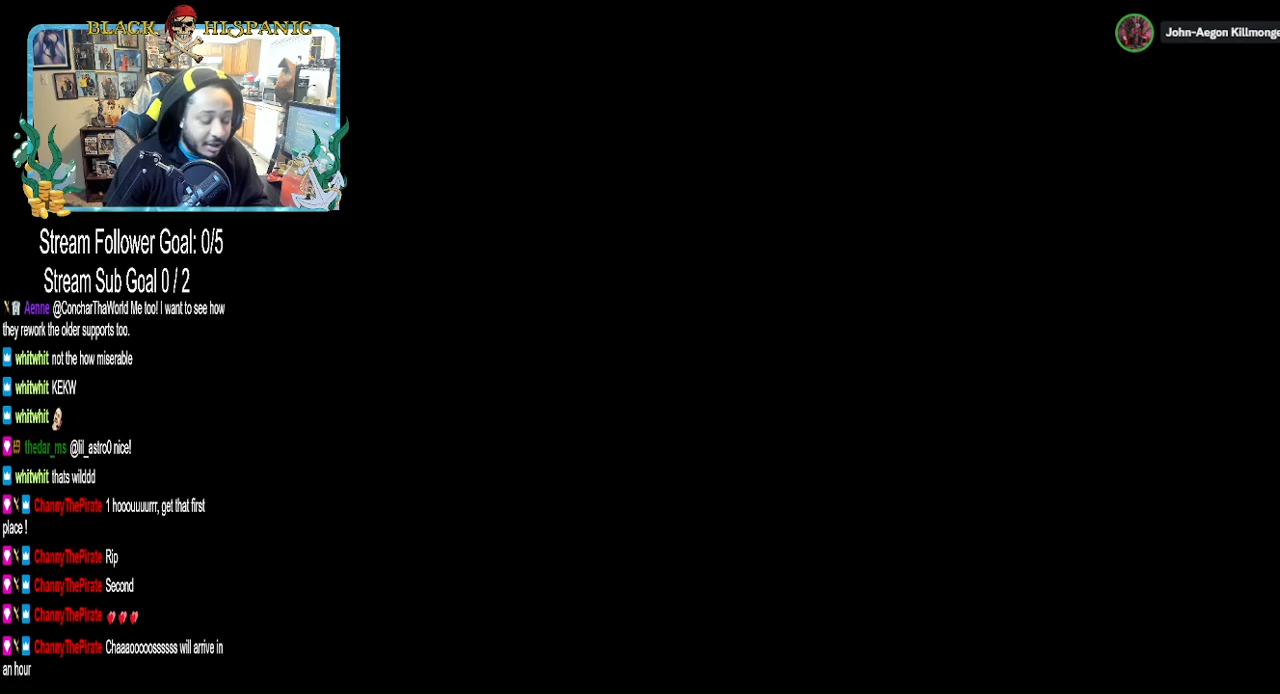 BLACK HISPANIC
John-Aegon Killmonge
Stream Follower Goal: 0/5
Stream Sub Goal 0 / 2
Aenne @ConcharThaWorld Me too! I want to see how
they rework the older supports too.
whitwhit not the how miserable
whitwhit KEKW
whitwhit
thedar_ms @lil_astro0 nice!
whitwhit thats wilddd
ChannyThePirate 1 hooouuuurrr, get that first
place !
ChannyThePirate Rip
ChannyThePirate Second
ChannyThePirate
ChannyThePirate Chaaaooooossssss will arrive in
an hour